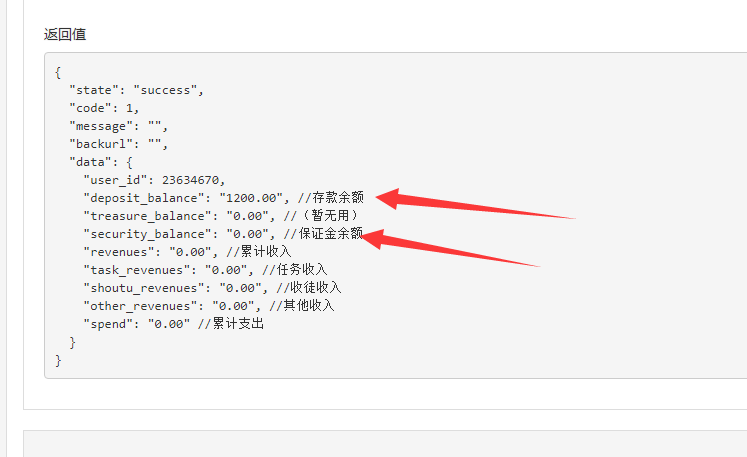 返回值
{
"state": "success",
"code": 1,
"message": "",
"backurl": "",
"data": {
"user_id": 23634670,
"deposit_balance": "1200.00", //存款余额
"treasure_balance": "0.00", //（暂无用）
"security_balance": "0.00", //保证金余额
"revenues": "0.00", //累计收入
"task_revenues": "0.00", //任务收入
"shoutu_revenues": "0.00", //收徒收入
"other_revenues": "0.00", //其他收入
"spend": "0.00" //累计支出
}
}